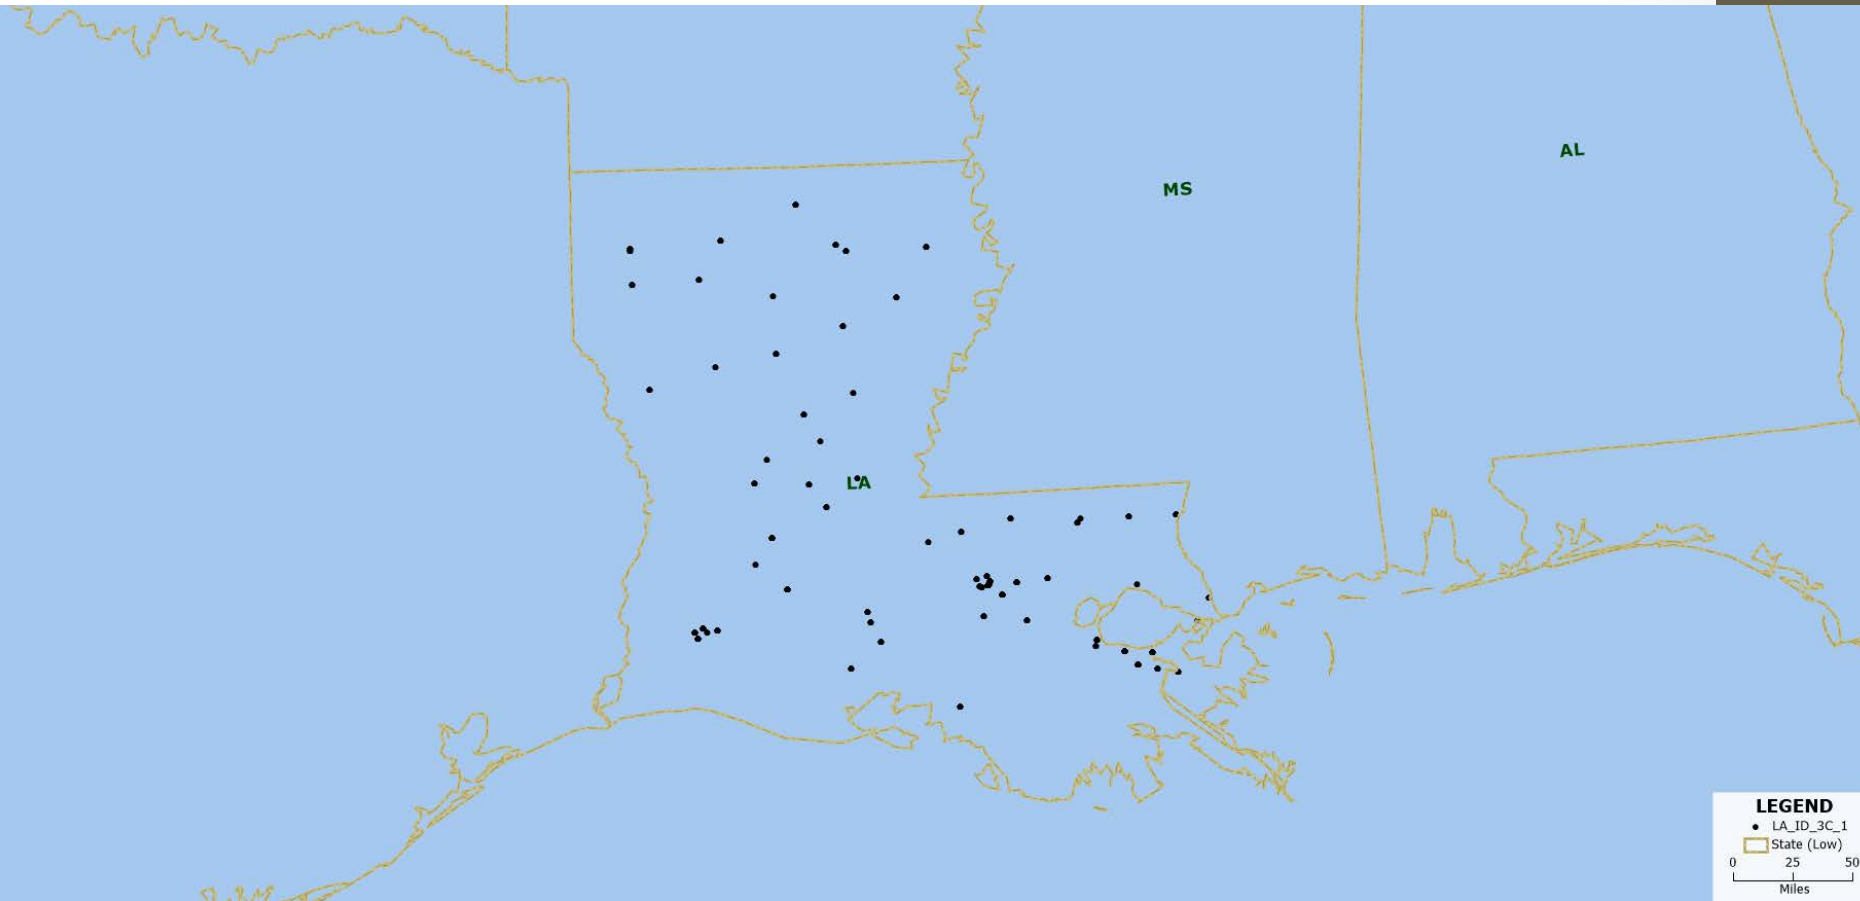 AL
MS
LA
LEGEND
LA_ID_3C_1
State (Low)
0 25 50
Miles